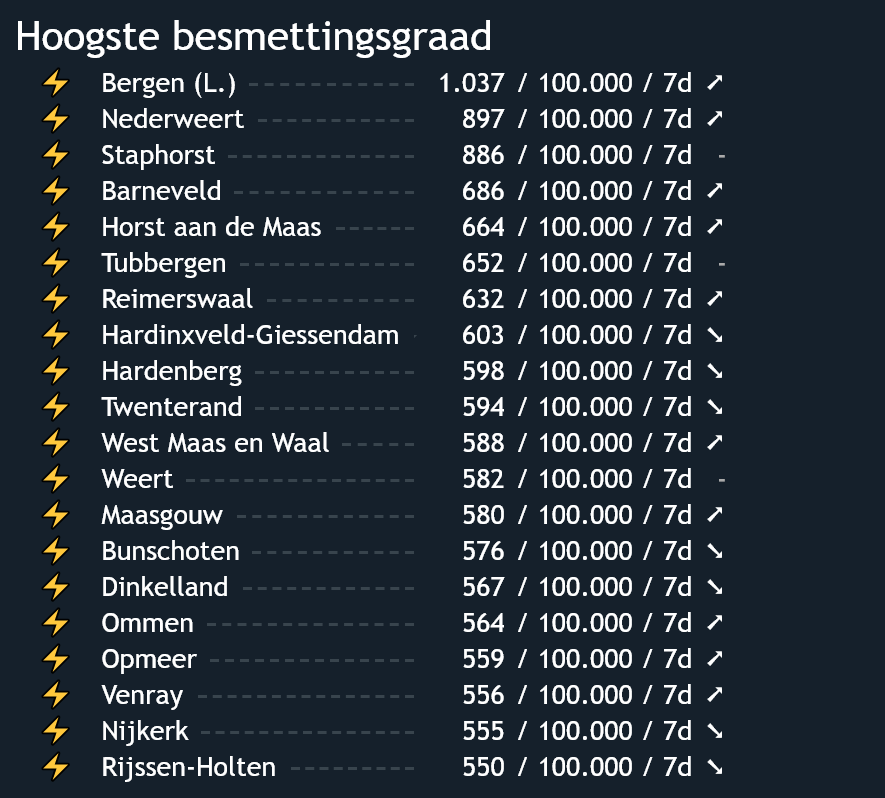 Hoogste besmettingsgraad
⚡ Bergen (L.) 1.037 / 100.000 / 7d ➚
⚡ Nederweert 897 / 100.000 / 7d ➚
⚡ Staphorst 886 / 100.000 / 7d -
⚡ Barneveld 686 / 100.000 / 7d ➚
⚡ Horst aan de Maas 664 / 100.000 / 7d ➚
⚡ Tubbergen 652 / 100.000 / 7d -
⚡ Reimerswaal 632 / 100.000 / 7d ➚
⚡ Hardinxveld-Giessendam 603 / 100.000 / 7d ➘
⚡ Hardenberg 598 / 100.000 / 7d ➘
⚡ Twenterand 594 / 100.000 / 7d ➘
⚡ West Maas en Waal 588 / 100.000 / 7d ➚
⚡ Weert 582 / 100.000 / 7d -
⚡ Maasgouw 580 / 100.000 / 7d ➚
⚡ Bunschoten 576 / 100.000 / 7d ➘
⚡ Dinkelland 567 / 100.000 / 7d ➘
⚡ Ommen 564 / 100.000 / 7d ➚
⚡ Opmeer 559 / 100.000 / 7d ➚
⚡ Venray 556 / 100.000 / 7d ➚
⚡ Nijkerk 555 / 100.000 / 7d ➘
⚡ Rijssen-Holten 550 / 100.000 / 7d ➘